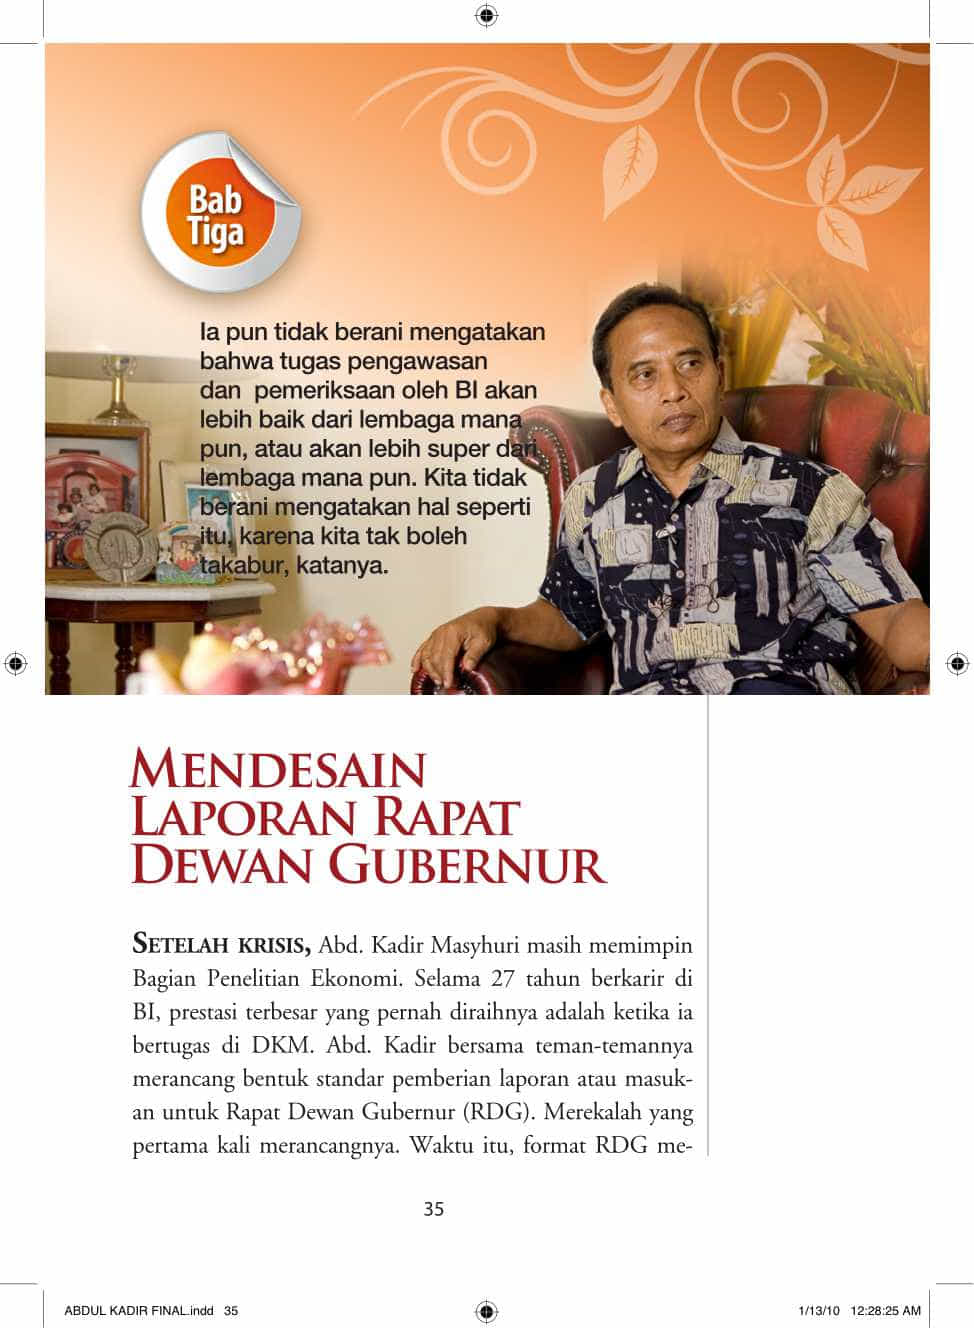 Bab
Tiga
Ia pun tidak berani mengatakan
bahwa tugas pengawasan
dan pemeriksaan oleh BI akan
lebih baik dari lembaga mana
pun, atau akan lebih super dari
lembaga mana pun. Kita tidak
berani mengatakan hal seperti
itu, karena kita tak boleh
takabur, katanya.
MENDESAIN
LAPORAN RAPAT
DEWAN GUBERNUR
SETELAH KRISIS, Abd. Kadir Masyhuri masih memimpin
Bagian Penelitian Ekonomi. Selama 27 tahun berkarir di
BI, prestasi terbesar yang pernah diraihnya adalah ketika ia
bertugas di DKM. Abd. Kadir bersama teman-temannya
merancang bentuk standar pemberian laporan atau masuk-
an untuk Rapat Dewan Gubernur (RDG). Merekalah yang
pertama kali merancangnya. Waktu itu, format RDG me-
35
ABDUL KADIR FINAL.indd 35
1/13/10 12:28:25 AM